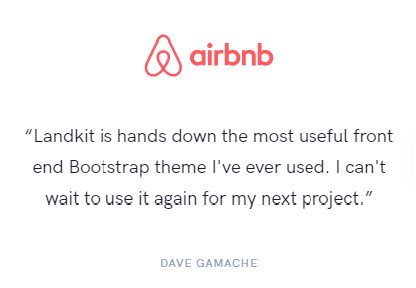 airbnb
“Landkit is hands down the most useful front
end Bootstrap theme I've ever used. I can't
wait to use it again for my next project.”
DAVE GAMACHE